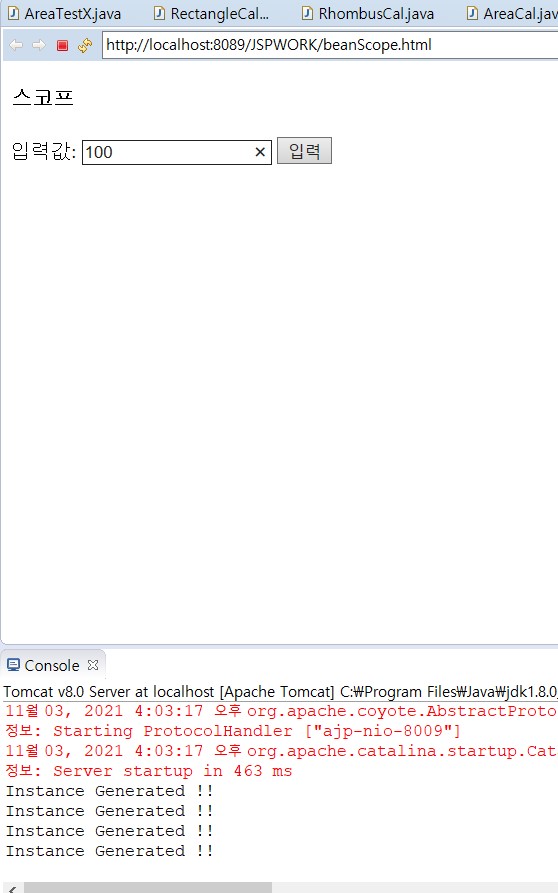 AreaTestX.java RectangleCal... RhombusCal.java AreaCal.jav
http://localhost:8089/JSPWORK/beanScope.html
스코프
입력값: 100 × 입력
Console
Tomcat v8.0 Server at localhost [Apache Tomcat] C:₩Program Files₩Java₩jdk1.8.0_
11월 03, 2021 4:03:17 오후 org.apache.coyote.AbstractProto
정보: Starting ProtocolHandler ["ajp-nio-8009"]
11월 03, 2021 4:03:17 오후 org.apache.catalina.startup.Cat
정보: Server startup in 463 ms
Instance Generated !!
Instance Generated !!
Instance Generated !!
Instance Generated !!